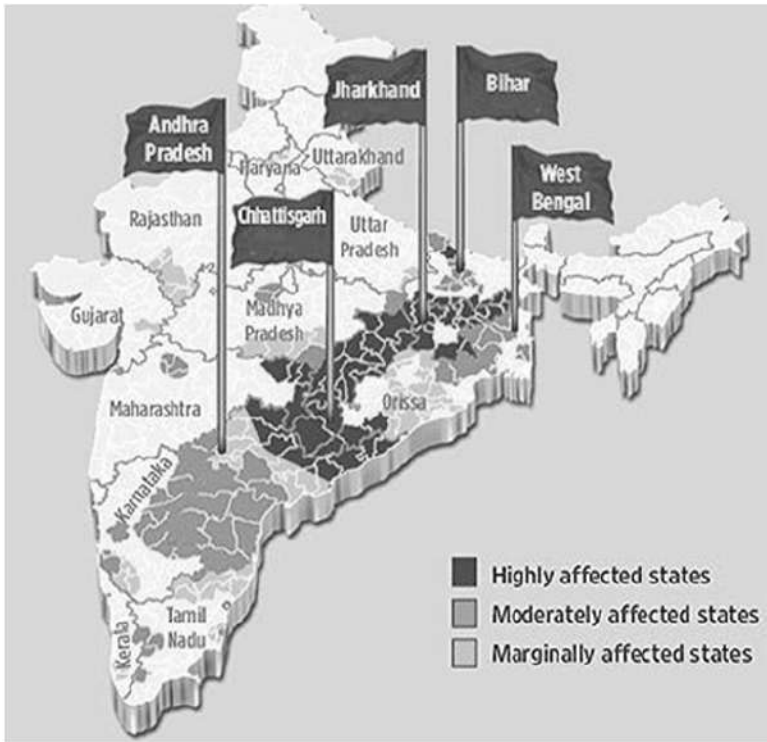 Jharkhand
Bihar
Andhra
Pradesh
Haryana
Uttarakhand
West
Bengal
Rajasthan
Chhattisgarh
Uttar
Pradesh
Gujarat
Madhya
Pradesh
Maharashtra
Orissa
Karnataka
Tamil
Nadu
Kerala
Highly affected states
Moderately affected states
Marginally affected states